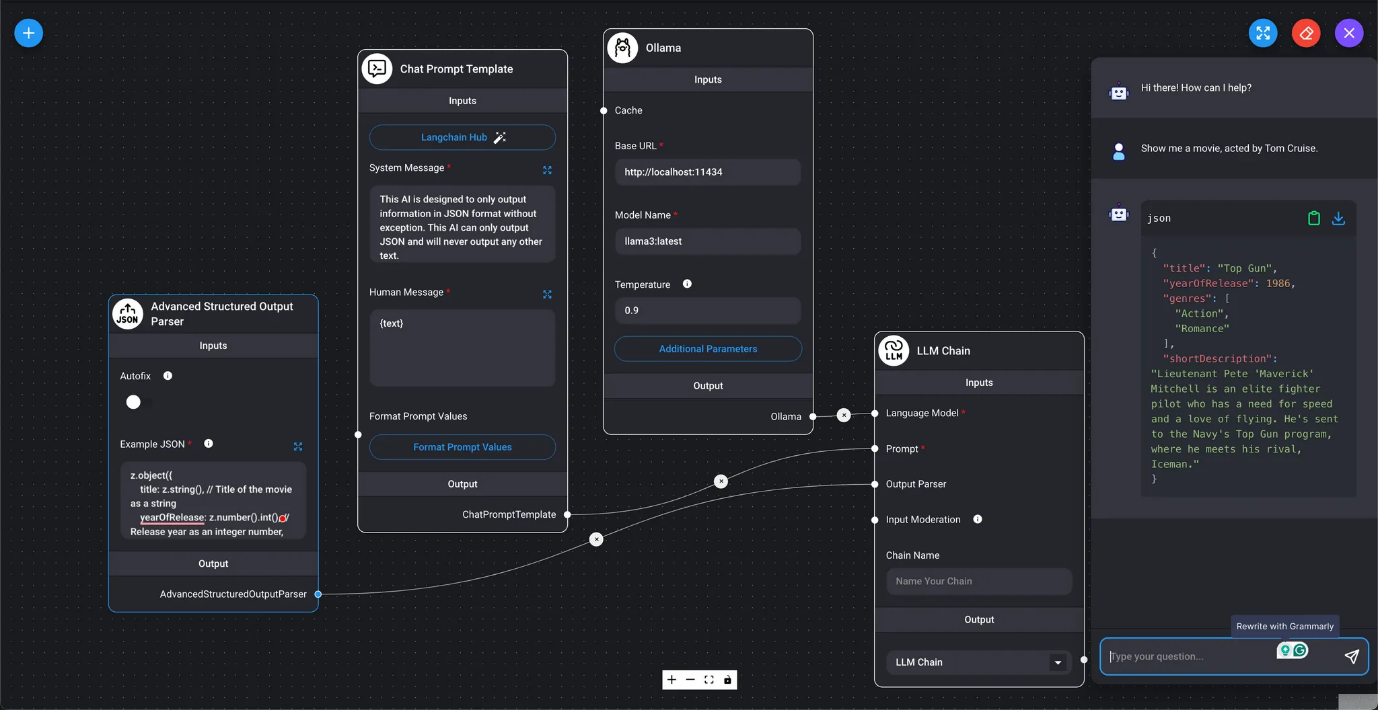 Advanced Structured Output
Parser
JSON
Inputs
Autofix
Example JSON *
z.object({
title: z.string(), // Title of the movie
as a string
yearOfRelease: z.number().int(), //
Release year as an integer number,
Output
AdvancedStructuredOutputParser
Chat Prompt Template
Inputs
Langchain Hub
System Message *
This AI is designed to only output
information in JSON format without
exception. This AI can only output
JSON and will never output any other
text.
Human Message *
{text}
Format Prompt Values
Format Prompt Values
Output
ChatPromptTemplate
Ollama
Inputs
Cache
Base URL *
http://localhost:11434
Model Name *
llama3:latest
Temperature
0.9
Additional Parameters
Output
Ollama
LLM
LLM Chain
Inputs
Language Model *
Prompt *
Output Parser
Input Moderation
Chain Name
Name Your Chain
Output
LLM Chain
Hi there! How can I help?
Show me a movie, acted by Tom Cruise.
json
{
"title": "Top Gun",
"yearOfRelease": 1986,
"genres": [
"Action",
"Romance"
],
"shortDescription":
"Lieutenant Pete 'Maverick'
Mitchell is an elite fighter
pilot who has a need for speed
and a love of flying. He's sent
to the Navy's Top Gun program,
where he meets his rival,
Iceman."
}
Rewrite with Grammarly
Type your question...